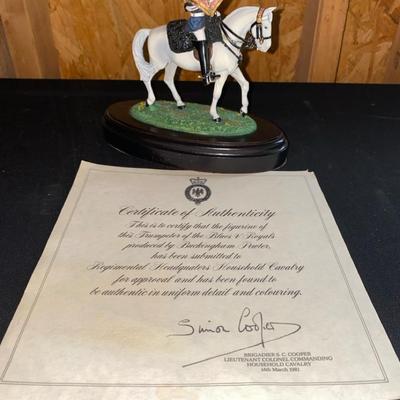 Certificate of Authenticity
This is to certify that the figurine of
this Trumpeter of the Blues & Royals
produced by Buckingham Pewter,
has been submitted to
Regimental Headquaters Household Cavalry
for approval and has been found to
be authentic in uniform detail and colouring.
Simon Cooper
BRIGADIER S. C. COOPER
LIEUTENANT COLONEL COMMANDING
HOUSEHOLD CAVALRY
16th March 1981